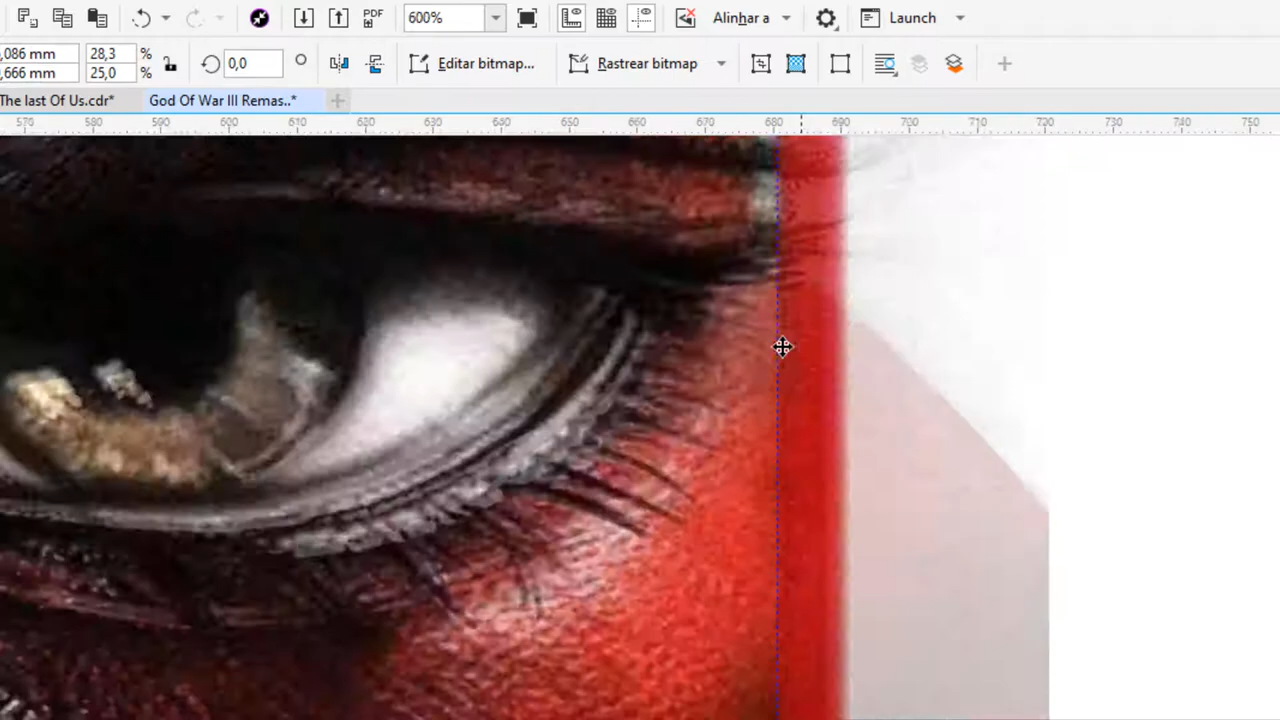 PDF
600%
Alinhar a
Launch
,086 mm
28,3 %
,666 mm
25,0 %
0,0
Editar bitmap...
Rastrear bitmap
The last Of Us.cdr*
God Of War III Remas..*
570 580 590 600 610 620 630 640 650 660 670 680 690 700 710 720 730 740 750